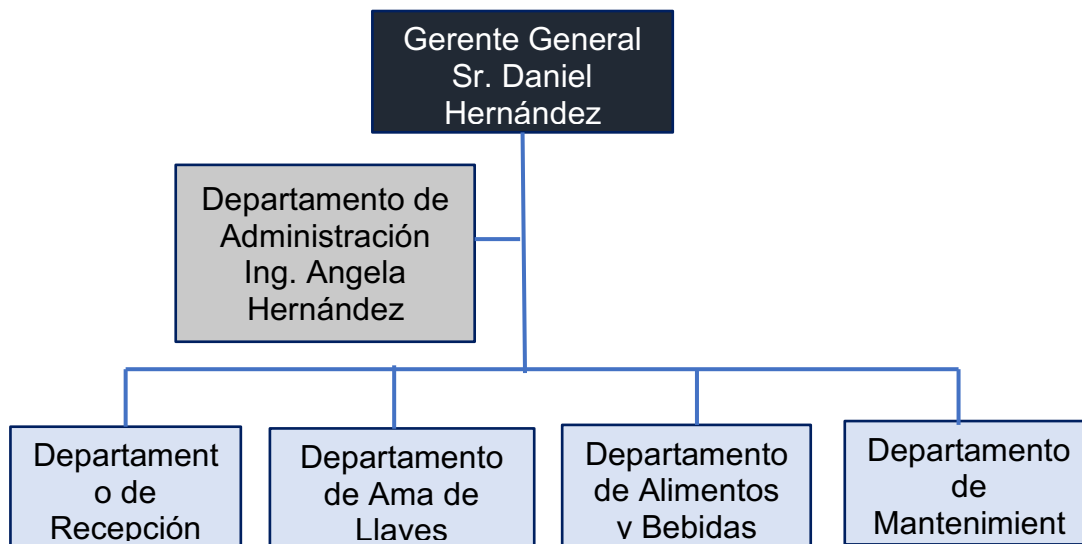 Gerente General
Sr. Daniel
Hernández
Departamento de
Administración
Ing. Angela
Hernández
Departament
o de
Recepción
Departamento
de Ama de
Llaves
Departamento
de Alimentos
y Bebidas
Departamento
de
Mantenimient